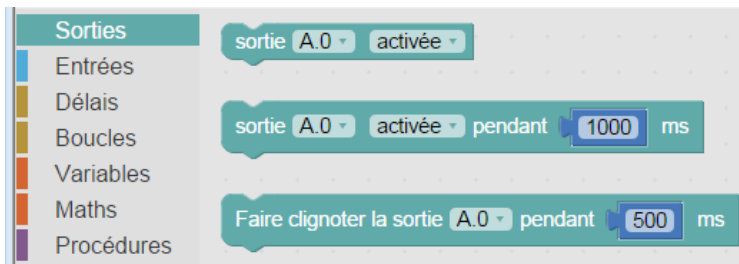 Sorties
Entrées
Délais
Boucles
Variables
Maths
Procédures
sortie A.0 activée
sortie A.0 activée pendant 1000 ms
Faire clignoter la sortie A.0 pendant 500 ms